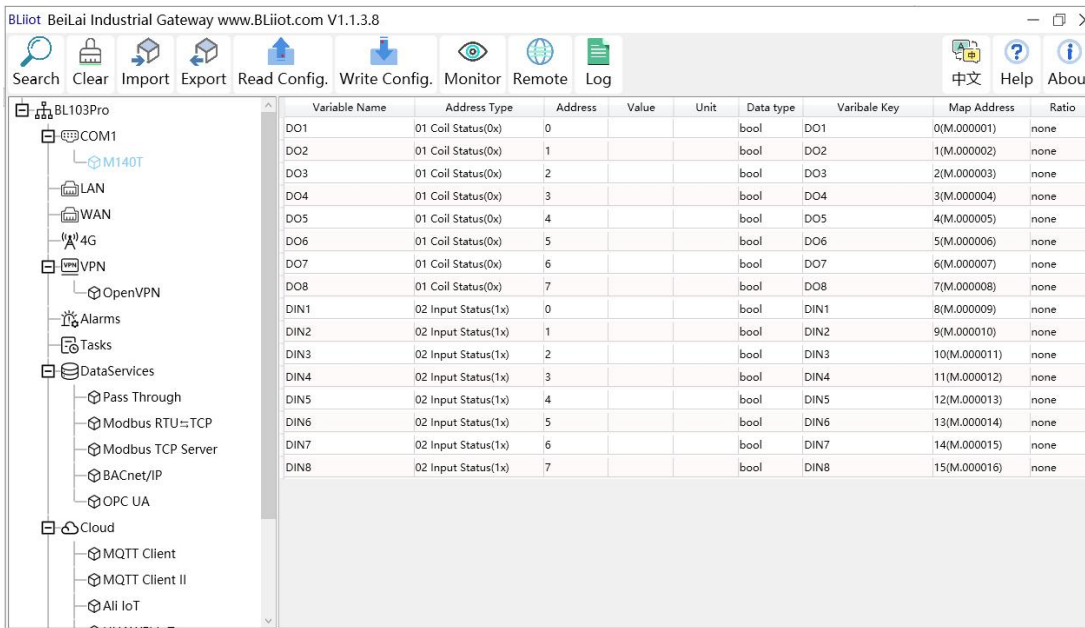 BLiiot BeiLai Industrial Gateway www.BLiiot.com V1.1.3.8
Search Clear Import Export Read Config. Write Config. Monitor Remote Log 中文 Help Abou
BL103Pro
COM1
M140T
LAN
WAN
4G
VPN VPN
OpenVPN
Alarms
Tasks
DataServices
Pass Through
Modbus RTU⇆TCP
Modbus TCP Server
BACnet/IP
OPC UA
Cloud
MQTT Client
MQTT Client II
Ali IoT
Variable Name Address Type Address Value Unit Data type Varibale Key Map Address Ratio
DO1 01 Coil Status(0x) 0 bool DO1 0(M.000001) none
DO2 01 Coil Status(0x) 1 bool DO2 1(M.000002) none
DO3 01 Coil Status(0x) 2 bool DO3 2(M.000003) none
DO4 01 Coil Status(0x) 3 bool DO4 3(M.000004) none
DO5 01 Coil Status(0x) 4 bool DO5 4(M.000005) none
DO6 01 Coil Status(0x) 5 bool DO6 5(M.000006) none
DO7 01 Coil Status(0x) 6 bool DO7 6(M.000007) none
DO8 01 Coil Status(0x) 7 bool DO8 7(M.000008) none
DIN1 02 Input Status(1x) 0 bool DIN1 8(M.000009) none
DIN2 02 Input Status(1x) 1 bool DIN2 9(M.000010) none
DIN3 02 Input Status(1x) 2 bool DIN3 10(M.000011) none
DIN4 02 Input Status(1x) 3 bool DIN4 11(M.000012) none
DIN5 02 Input Status(1x) 4 bool DIN5 12(M.000013) none
DIN6 02 Input Status(1x) 5 bool DIN6 13(M.000014) none
DIN7 02 Input Status(1x) 6 bool DIN7 14(M.000015) none
DIN8 02 Input Status(1x) 7 bool DIN8 15(M.000016) none